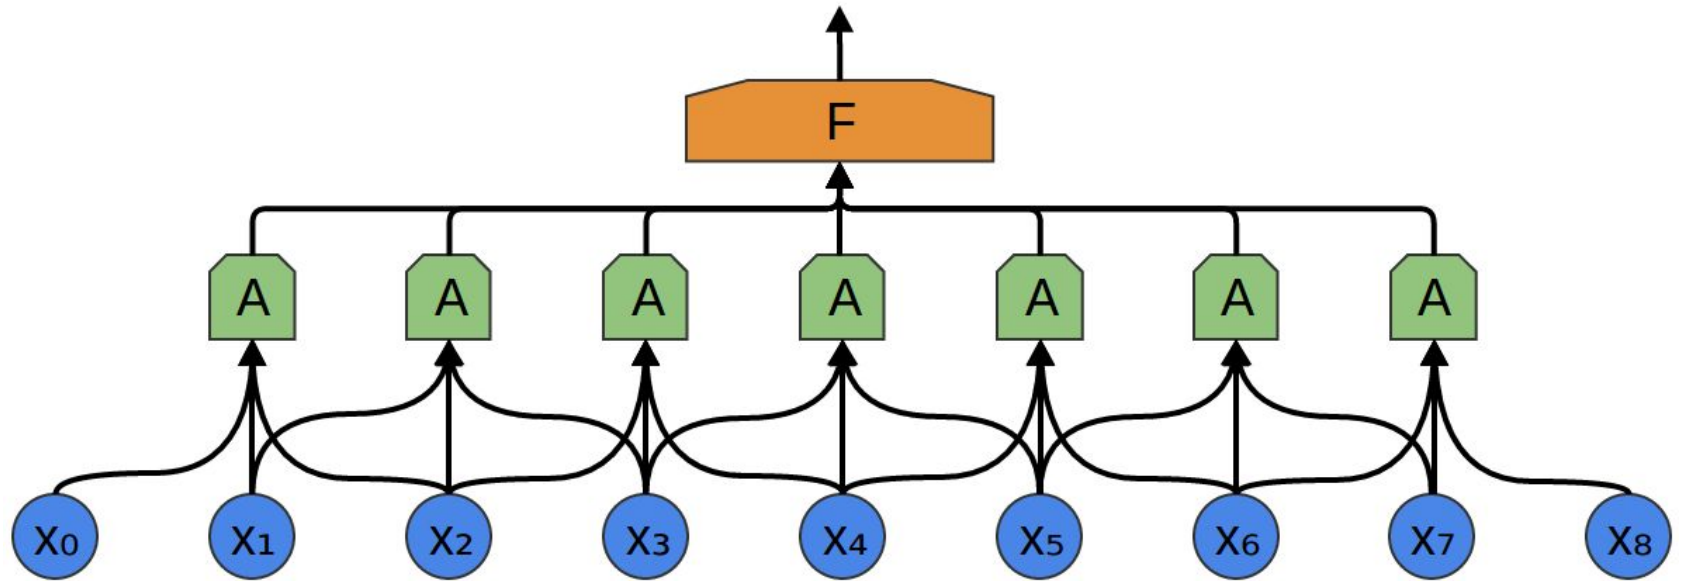 F
A A A A A A A
X₀ X₁ X₂ X₃ X₄ X₅ X₆ X₇ X₈